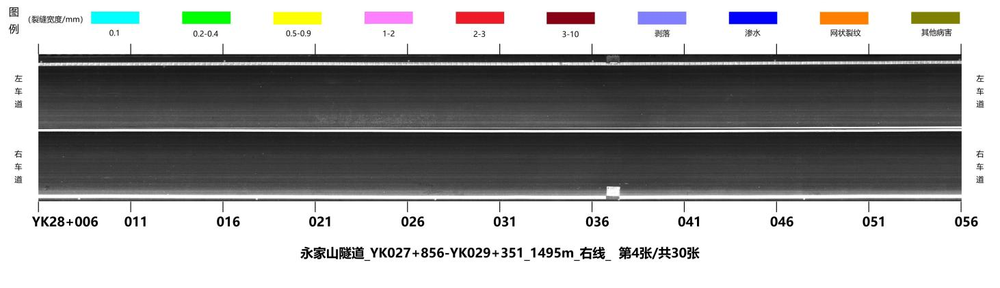 图例 (裂缝宽度/mm) 0.1 0.2-0.4 0.5-0.9 1-2 2-3 3-10 剥落 渗水 网状裂纹 其他病害
左车道 左车道
右车道 右车道
YK28+006 011 016 021 026 031 036 041 046 051 056
永家山隧道_YK027+856-YK029+351_1495m_右线_ 第4张/共30张